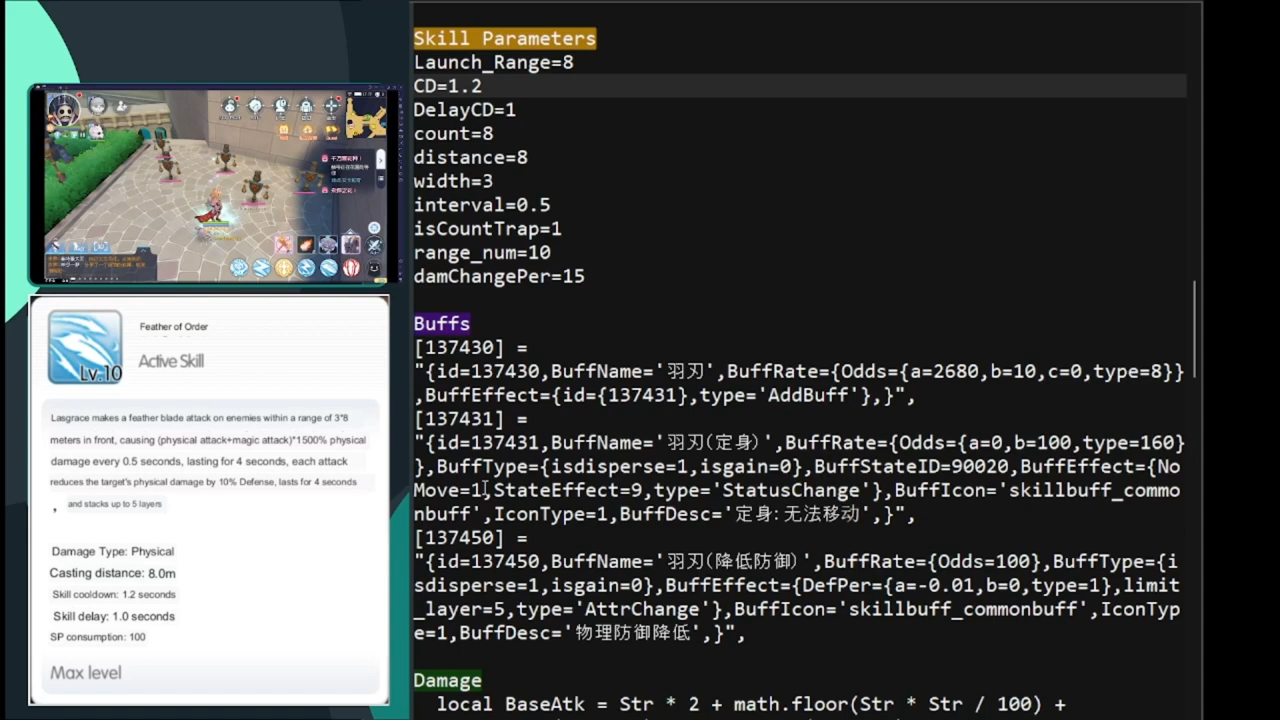 Feather of Order
Active Skill
Lv.10
Lasgrace makes a feather blade attack on enemies within a range of 3*8
meters in front, causing (physical attack+magic attack)*1500% physical
damage every 0.5 seconds, lasting for 4 seconds, each attack
reduces the target's physical damage by 10% Defense, lasts for 4 seconds
, and stacks up to 5 layers
Damage Type: Physical
Casting distance: 8.0m
Skill cooldown: 1.2 seconds
Skill delay: 1.0 seconds
SP consumption: 100
Max level
Skill Parameters
Launch_Range=8
CD=1.2
DelayCD=1
count=8
distance=8
width=3
interval=0.5
isCountTrap=1
range_num=10
damChangePer=15
Buffs
[137430] =
"{id=137430,BuffName='羽刃',BuffRate={Odds={a=2680,b=10,c=0,type=8}}
,BuffEffect={id={137431},type='AddBuff'},}",
[137431] =
"{id=137431,BuffName='羽刃(定身)',BuffRate={Odds={a=0,b=100,type=160}
},BuffType={isdisperse=1,isgain=0},BuffStateID=90020,BuffEffect={No
Move=1,StateEffect=9,type='StatusChange'},BuffIcon='skillbuff_commo
nbuff',IconType=1,BuffDesc='定身:无法移动',}",
[137450] =
"{id=137450,BuffName='羽刃(降低防御)',BuffRate={Odds=100},BuffType={i
sdisperse=1,isgain=0},BuffEffect={DefPer={a=-0.01,b=0,type=1},limit
_layer=5,type='AttrChange'},BuffIcon='skillbuff_commonbuff',IconTyp
e=1,BuffDesc='物理防御降低',}",
Damage
local BaseAtk = Str * 2 + math.floor(Str * Str / 100) +